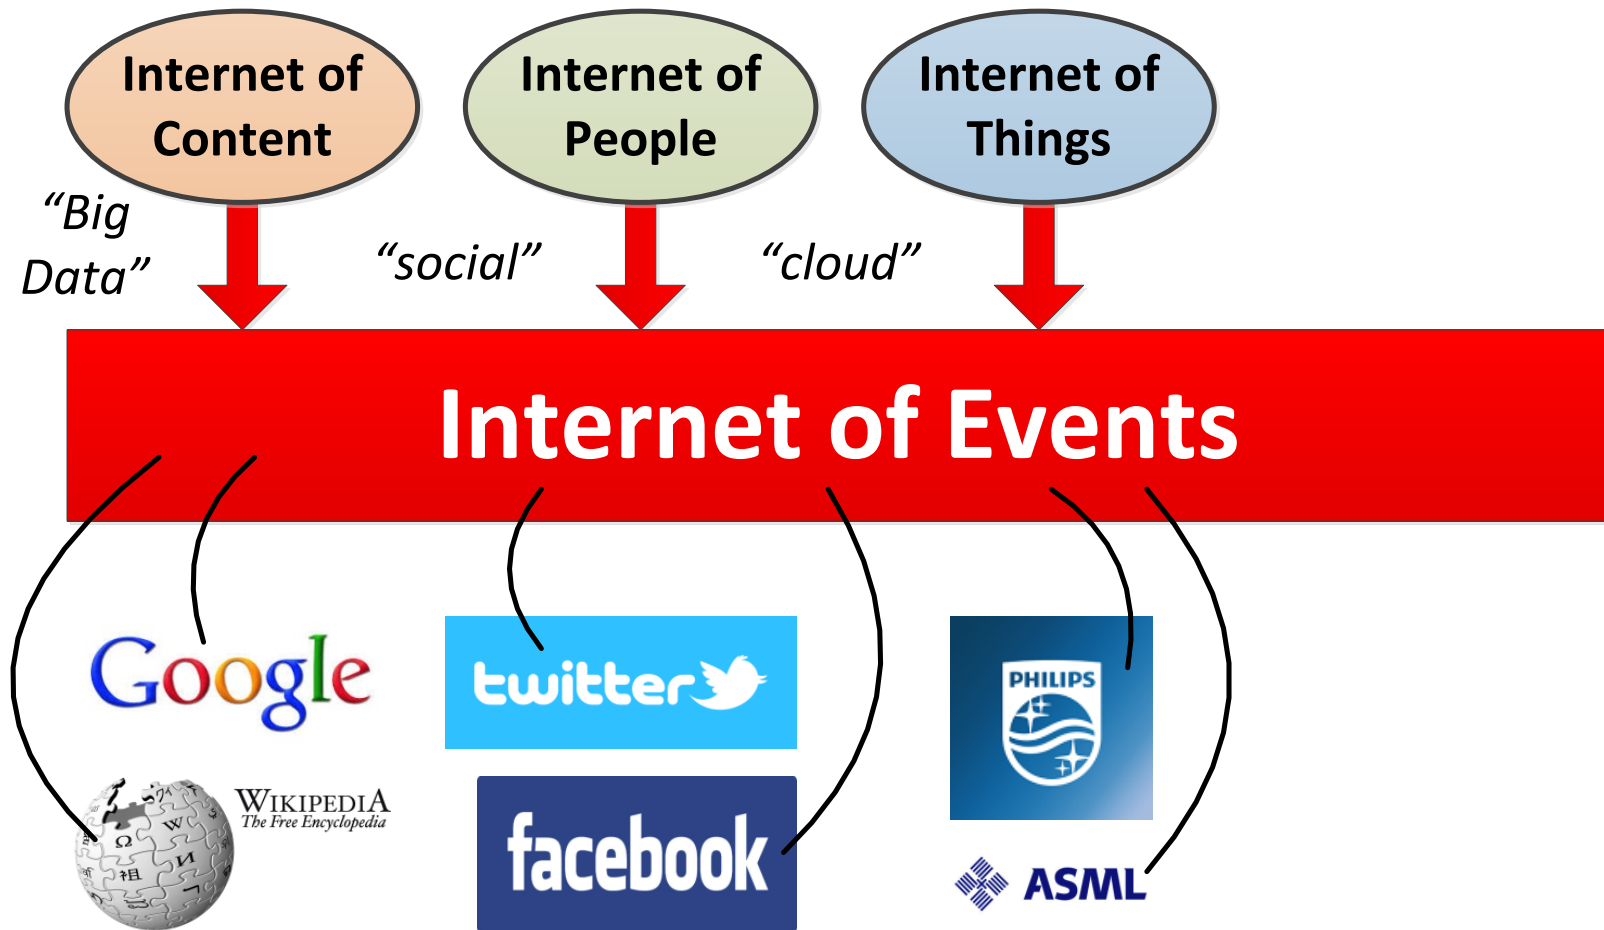 Internet of
Content
Internet of
People
Internet of
Things
“Big
Data”
“social”
“cloud”
Internet of Events
Google
twitter
PHILIPS
WIKIPEDIA
The Free Encyclopedia
Ω
W
И
祖
facebook
ASML